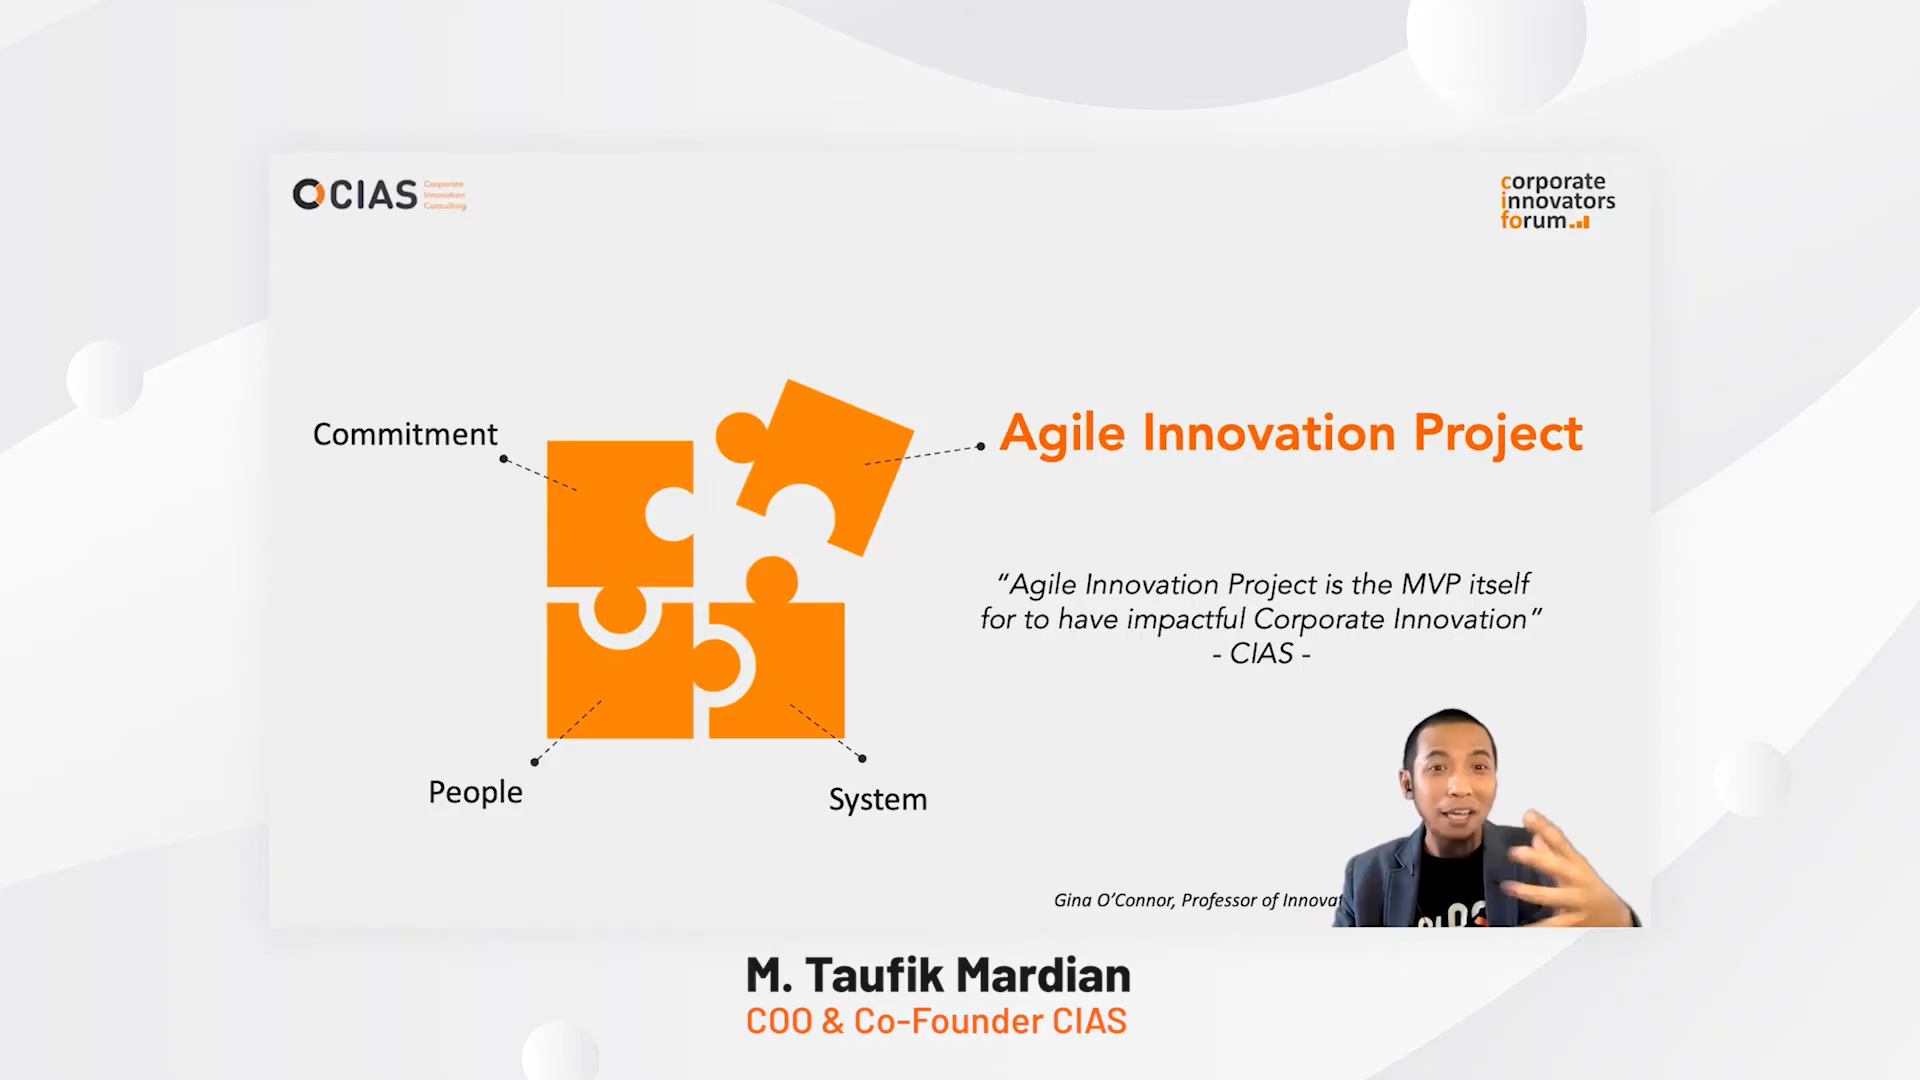 CIAS
Corporate
Innovation
Consulting
corporate
innovators
forum
Commitment
Agile Innovation Project
“Agile Innovation Project is the MVP itself
for to have impactful Corporate Innovation”
- CIAS -
People
System
Gina O’Connor, Professor of
M. Taufik Mardian
COO & Co-Founder CIAS